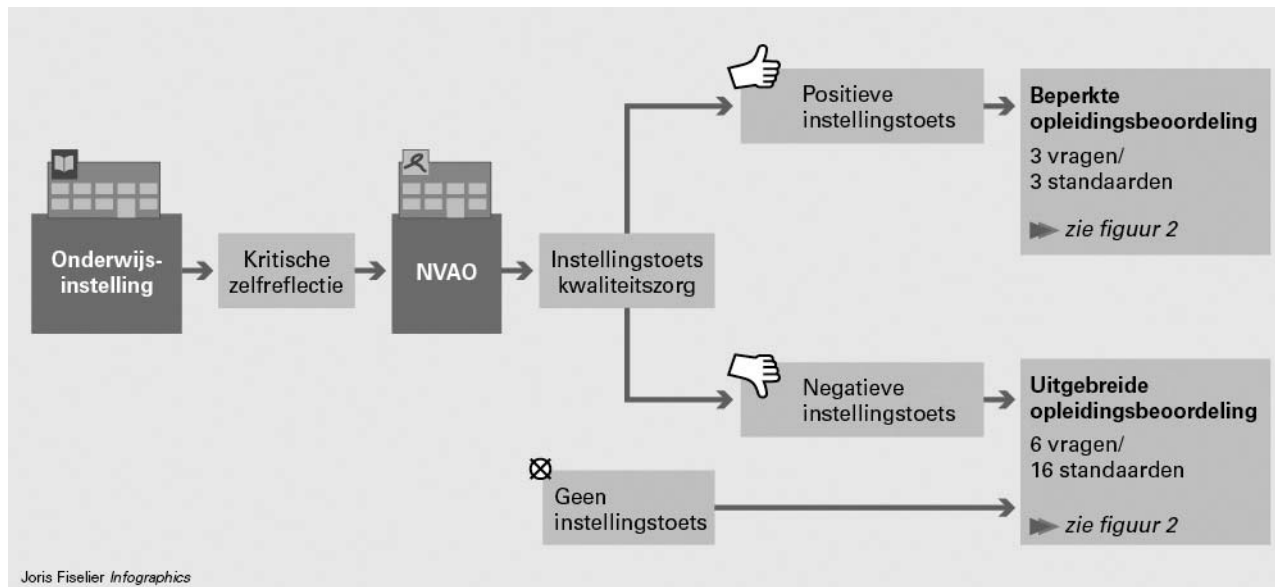 Onderwijs-
instelling
Kritische
zelfreflectie
NVAO
Instellingstoets
kwaliteitszorg
Positieve
instellingstoets
Beperkte
opleidingsbeoordeling
3 vragen/
3 standaarden
zie figuur 2
Negatieve
instellingstoets
Uitgebreide
opleidingsbeoordeling
6 vragen/
16 standaarden
zie figuur 2
Geen
instellingstoets
Joris Fiselier Infographics